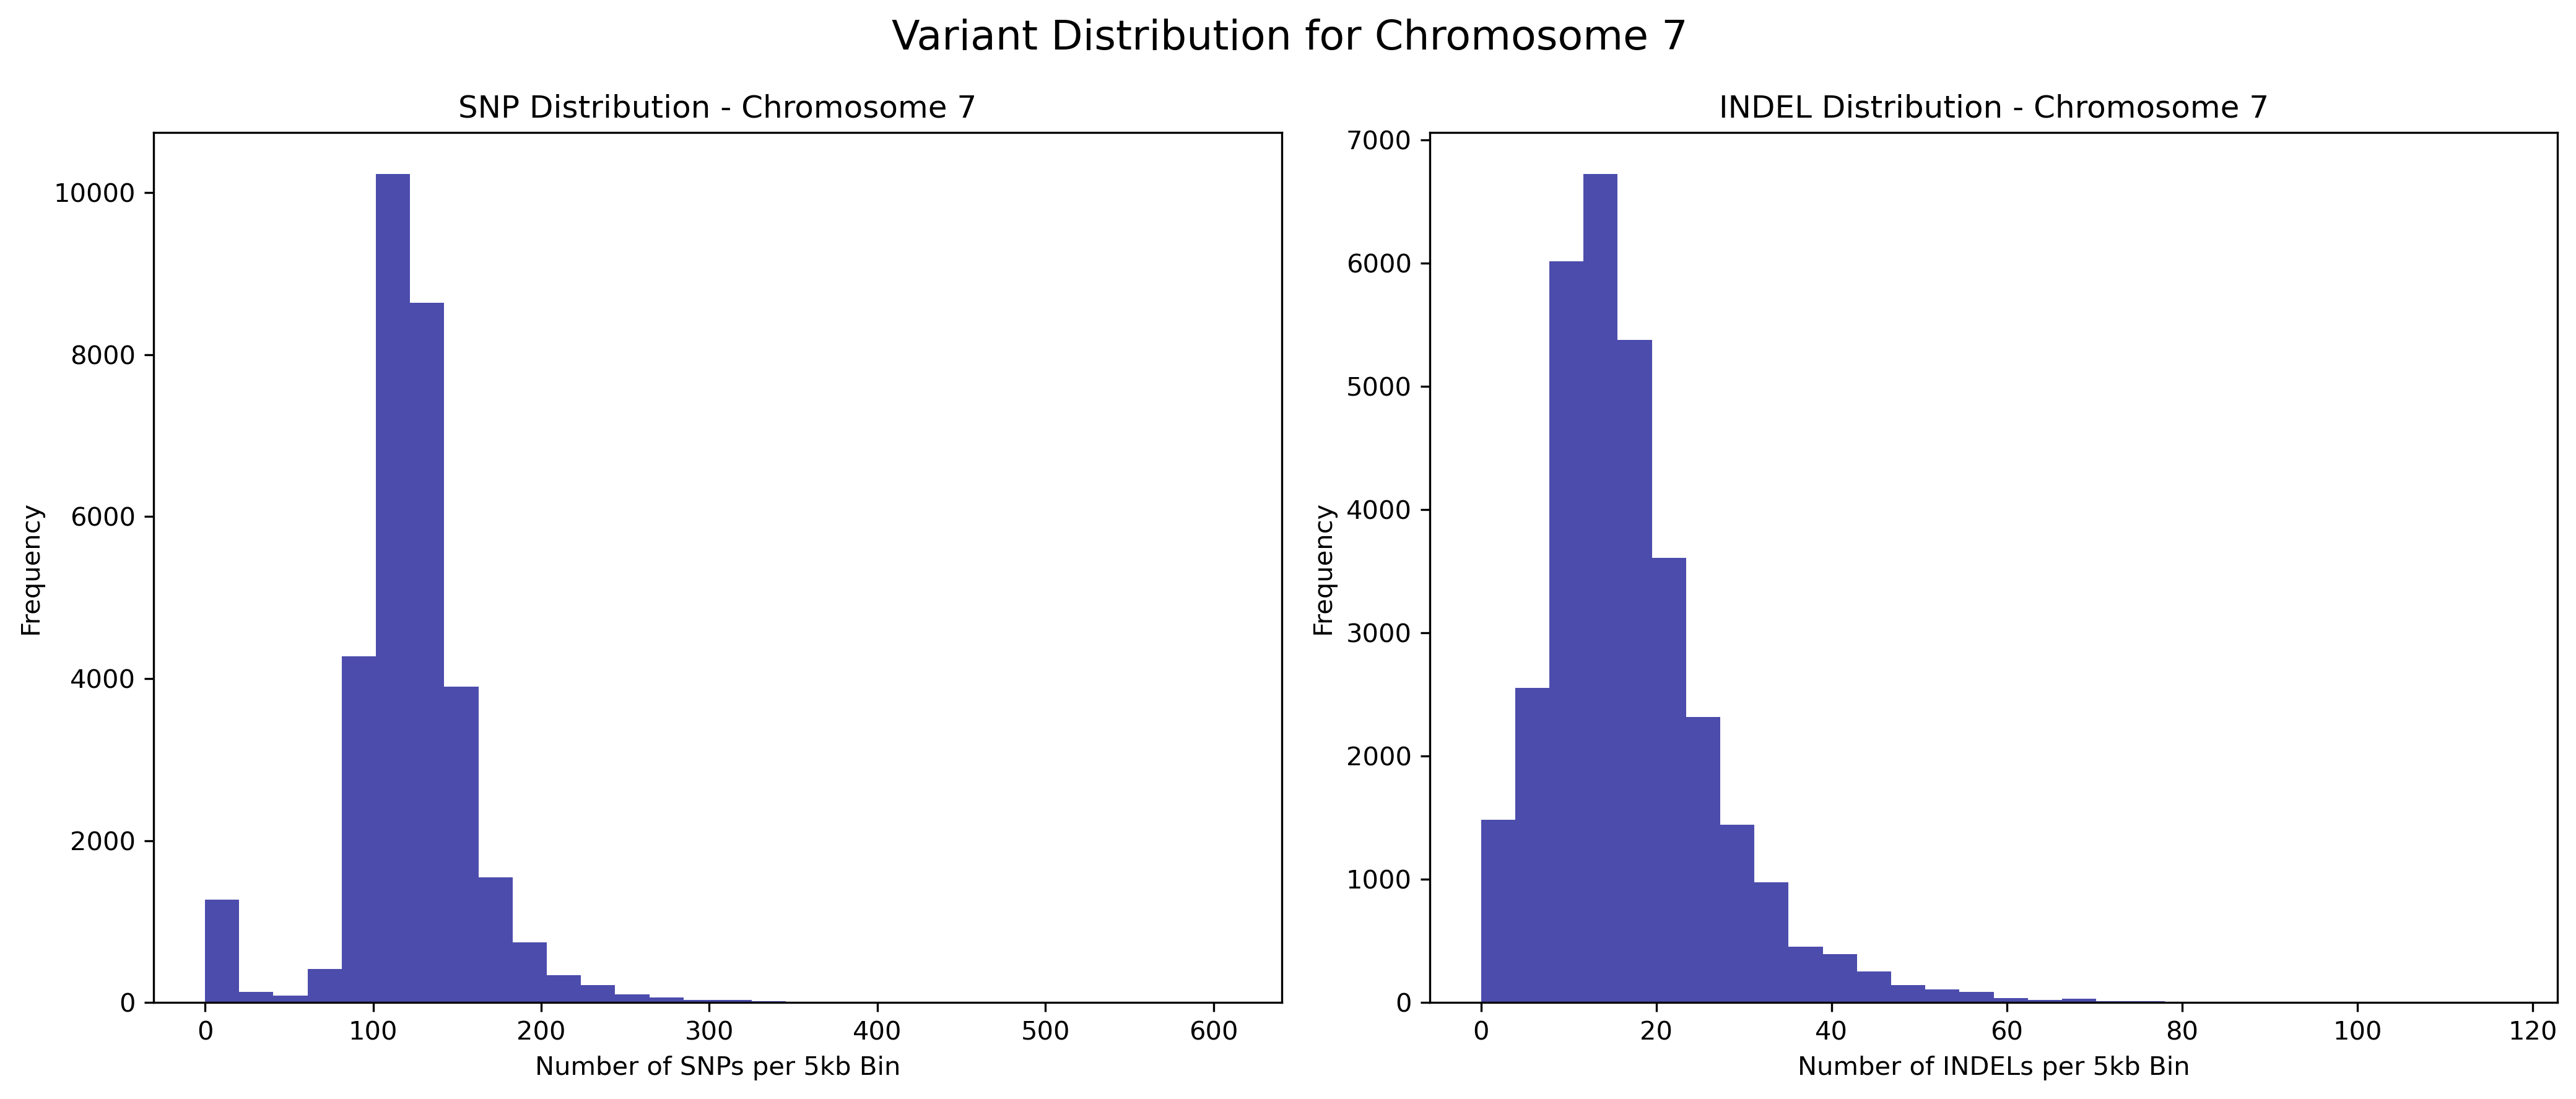 Variant Distribution for Chromosome 7
SNP Distribution - Chromosome 7
10000
8000
6000
4000
2000
0
Frequency
0 100 200 300 400 500 600
Number of SNPs per 5kb Bin
INDEL Distribution - Chromosome 7
7000
6000
5000
4000
3000
2000
1000
0
Frequency
0 20 40 60 80 100 120
Number of INDELs per 5kb Bin